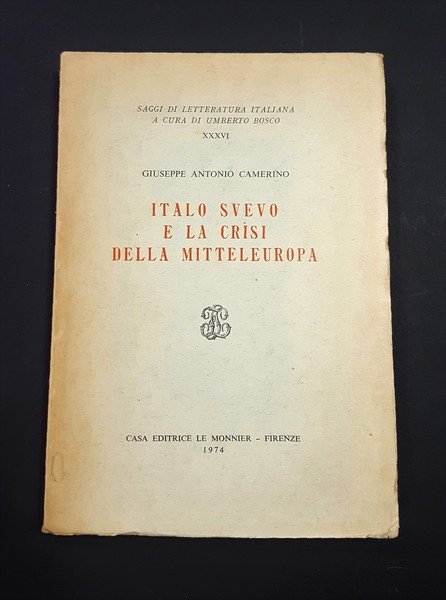 SAGGI DI LETTERATURA ITALIANA
A CURA DI UMBERTO BOSCO
XXXVI
GIUSEPPE ANTONIO CAMERINO
ITALO SVEVO
E LA CRÌSI
DELLA MITTELEUROPA
CASA EDITRICE LE MONNIER – FIRENZE
1974